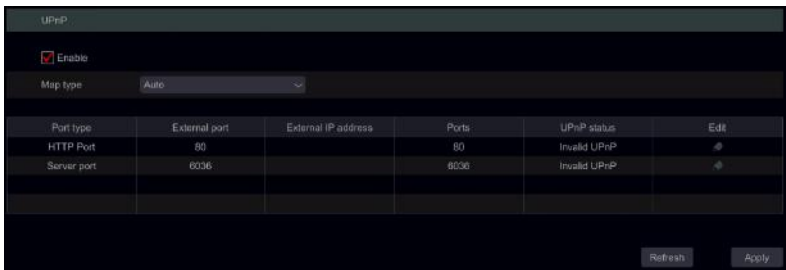 UPnP
Enable
Map type Auto
Port type External port External IP address Ports UPnP status Edit
HTTP Port 80 80 Invalid UPnP
Server port 6036 6036 Invalid UPnP
Refresh Apply